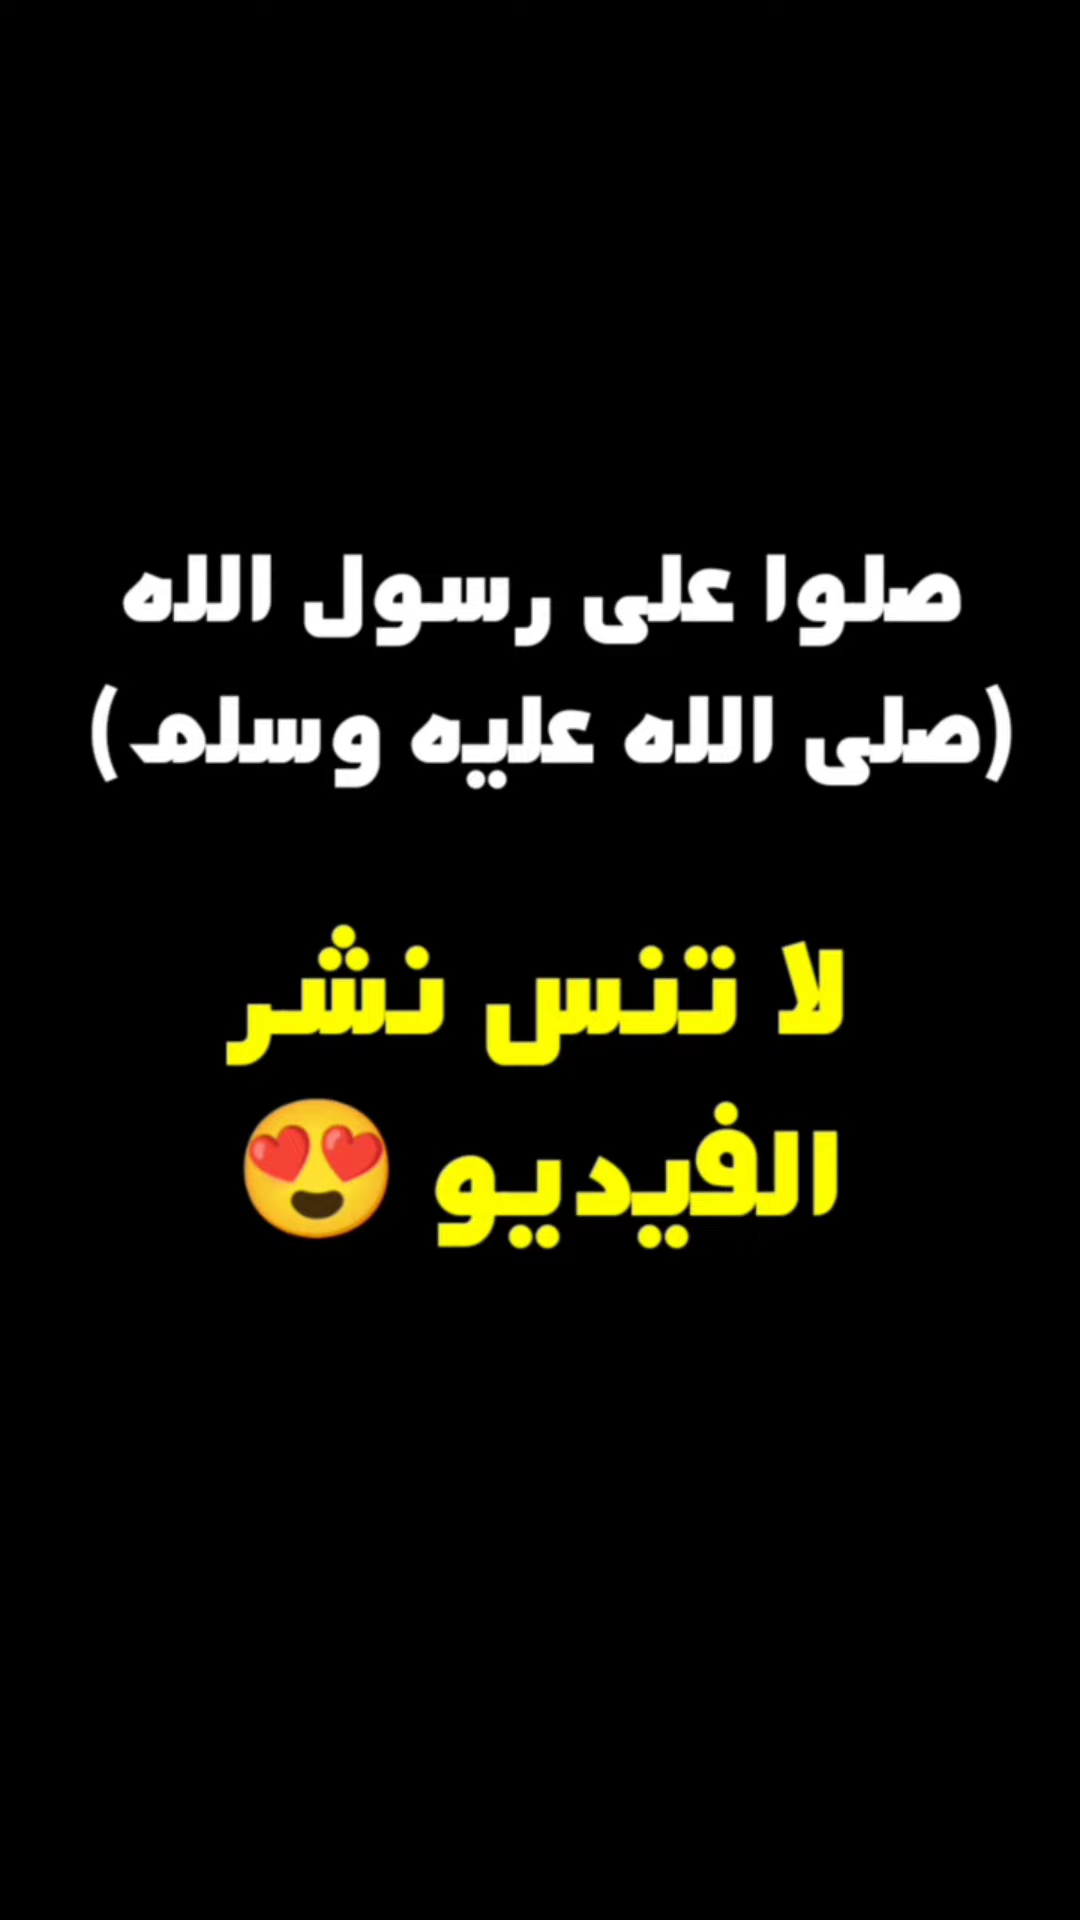 صلوا على رسول الله
(صلى الله عليه وسلم)
لا تنس نشر
الفيديو 😍